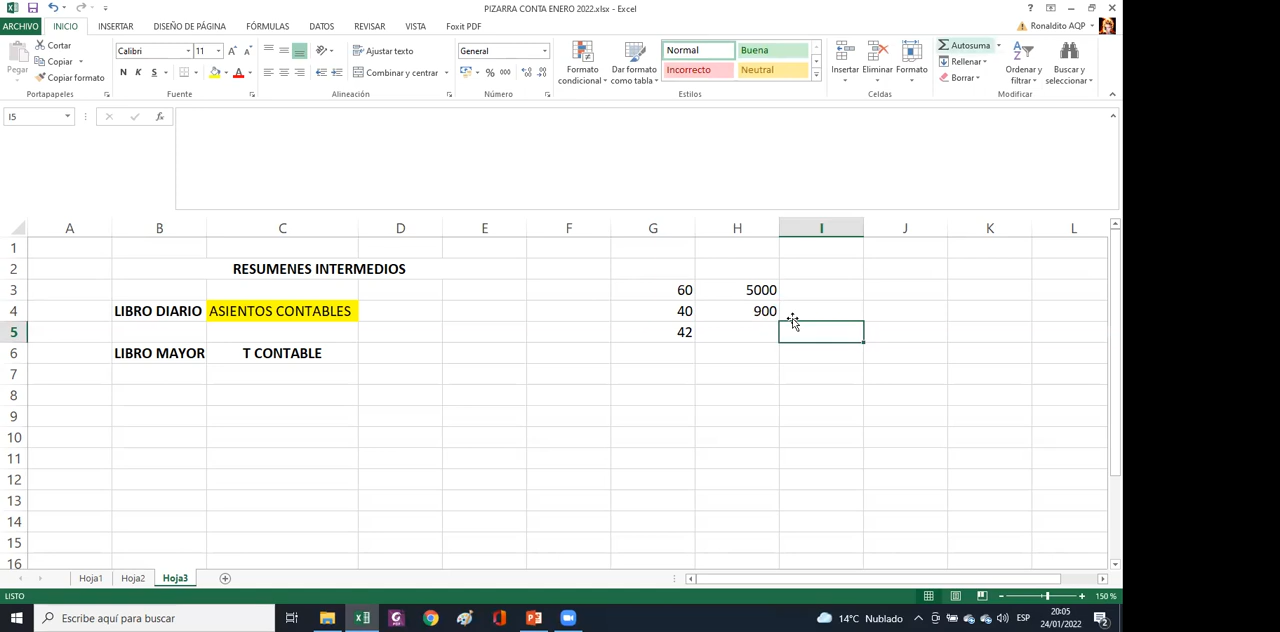 PIZARRA CONTA ENERO 2022.xlsx - Excel
ARCHIVO INICIO INSERTAR DISEÑO DE PÁGINA FÓRMULAS DATOS REVISAR VISTA Foxit PDF Ronaldito AQP
Pegar
Cortar
Copiar
Copiar formato
Portapapeles
Calibri 11
N K S
Fuente
Ajustar texto
Combinar y centrar
Alineación
General
% 000
Número
Formato condicional
Dar formato como tabla
Normal Buena
Incorrecto Neutral
Estilos
Insertar Eliminar Formato
Celdas
Autosuma
Rellenar
Borrar
Ordenar y filtrar
Buscar y seleccionar
Modificar
I5 fx
A B C D E F G H I J K L
1
2 RESUMENES INTERMEDIOS
3 60 5000
4 LIBRO DIARIO ASIENTOS CONTABLES 40 900
5 42
6 LIBRO MAYOR T CONTABLE
7
8
9
10
11
12
13
14
15
16
Hoja1 Hoja2 Hoja3
LISTO 150 %
Escribe aquí para buscar
14°C Nublado ESP
20:05
24/01/2022
2